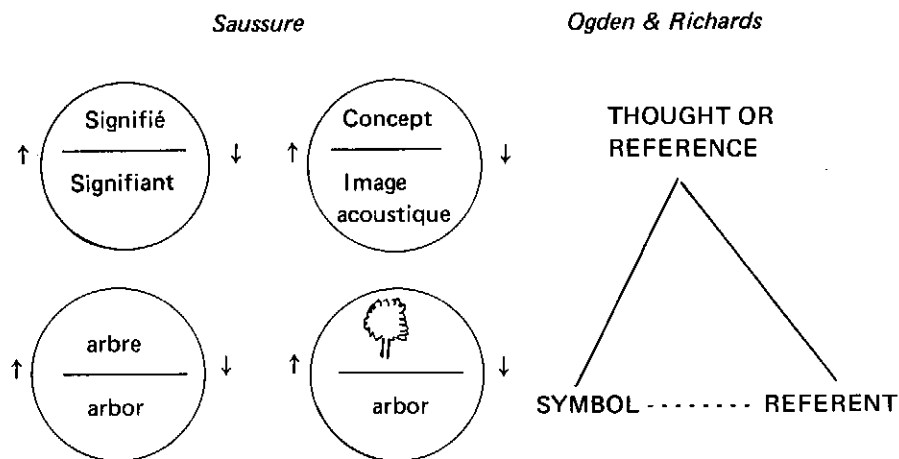 Saussure
Ogden & Richards
Signifié
Signifiant
Concept
Image
acoustique
THOUGHT OR
REFERENCE
arbre
arbor
arbor
SYMBOL
REFERENT